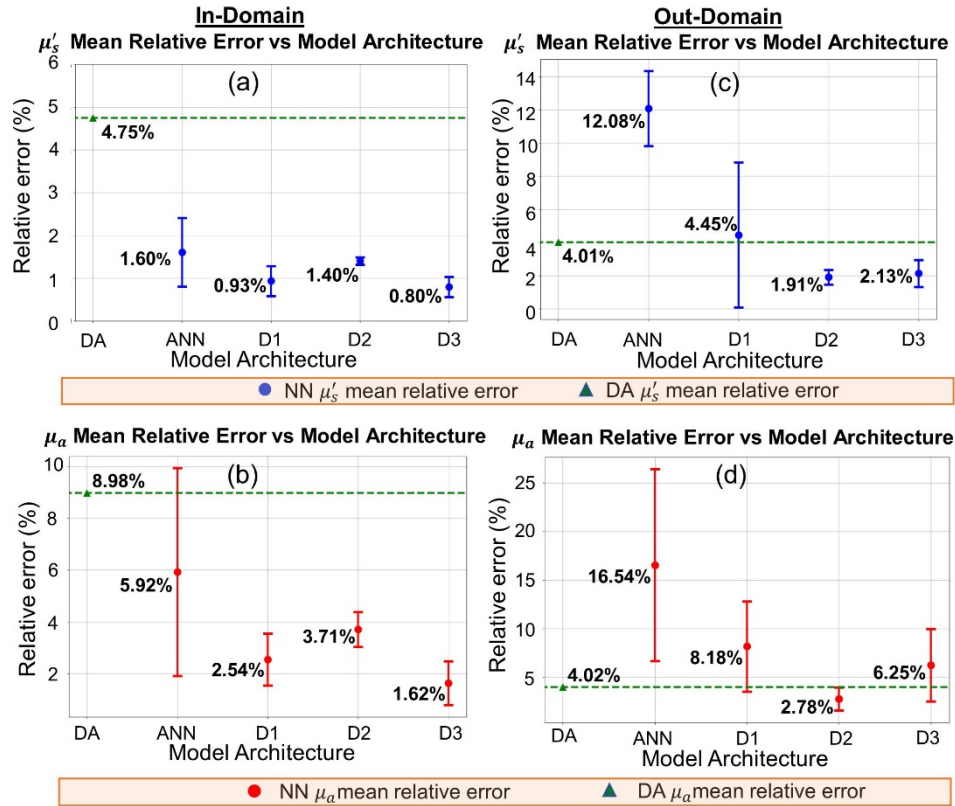 In-Domain
μ′s Mean Relative Error vs Model Architecture
(a)
Relative error (%)
6
5
4
3
2
1
0
4.75%
1.60%
0.93%
1.40%
0.80%
DA ANN D1 D2 D3
Model Architecture
Out-Domain
μ′s Mean Relative Error vs Model Architecture
(c)
Relative error (%)
14
12
10
8
6
4
2
0
4.01%
12.08%
4.45%
1.91%
2.13%
DA ANN D1 D2 D3
Model Architecture
NN μ′s mean relative error DA μ′s mean relative error
μa Mean Relative Error vs Model Architecture
(b)
Relative error (%)
10
8
6
4
2
8.98%
5.92%
2.54%
3.71%
1.62%
DA ANN D1 D2 D3
Model Architecture
μa Mean Relative Error vs Model Architecture
(d)
Relative error (%)
25
20
15
10
5
4.02%
16.54%
8.18%
2.78%
6.25%
DA ANN D1 D2 D3
Model Architecture
NN μa mean relative error DA μa mean relative error